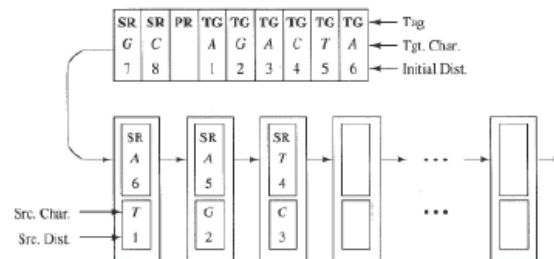 SR SR PR TG TG TG TG TG TG Tag
G C A G A C T A Tgt. Char.
7 8 1 2 3 4 5 6 Initial Dist.
SR SR SR
A A T
6 5 4
...
Src. Char. T G C ...
Src. Dist. 1 2 3